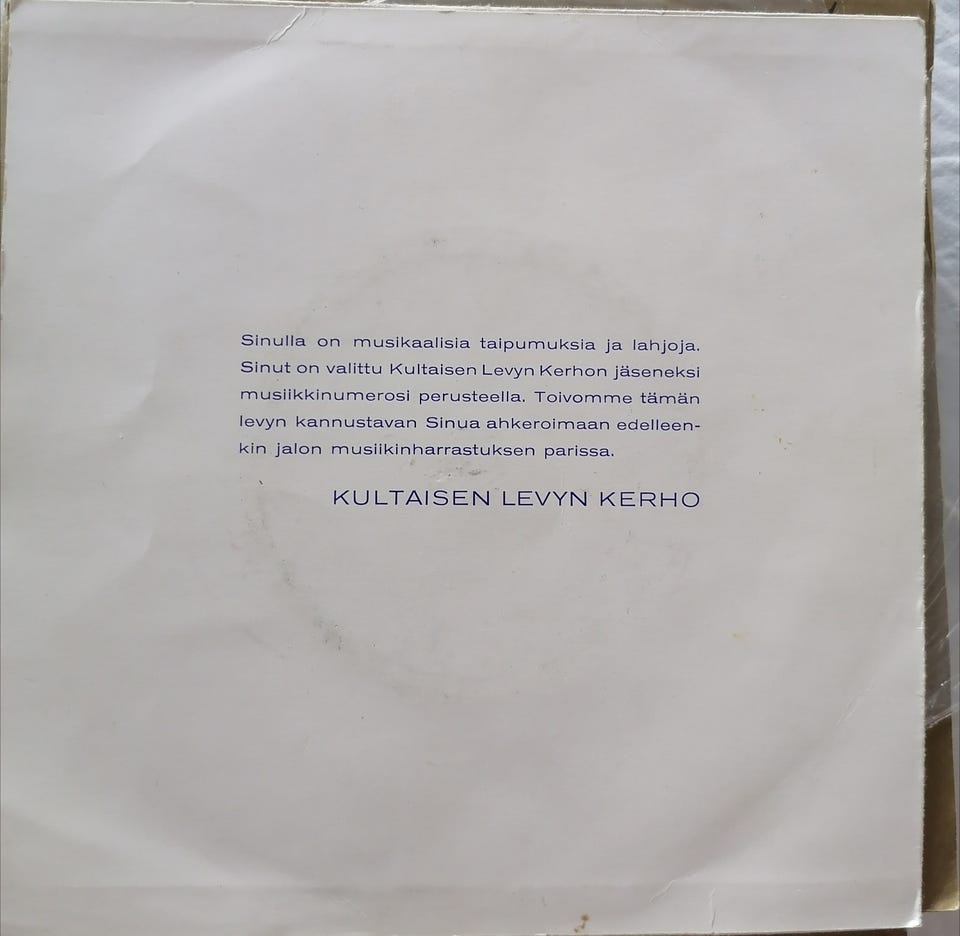 Sinulla on musikaalisia taipumuksia ja lahjoja.
Sinut on valittu Kultaisen Levyn Kerhon jäseneksi
musiikkinumerosi perusteella. Toivomme tämän
levyn kannustavan Sinua ahkeroimaan edelleen-
kin jalon musiikinharrastuksen parissa.
KULTAISEN LEVYN KERHO